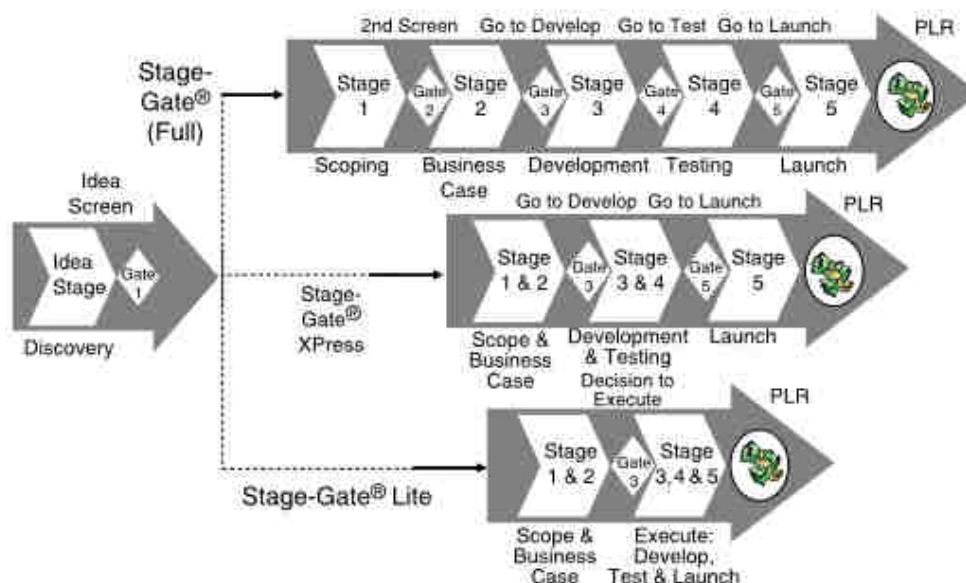 2nd Screen Go to Develop Go to Test Go to Launch
PLR
Stage-
Gate®
(Full)
Stage
1
Gate
2
Stage
2
Gate
3
Stage
3
Gate
4
Stage
4
Gate
5
Stage
5
Scoping
Business
Case
Development
Testing
Launch
Idea
Screen
Idea
Stage
Gate
1
Discovery
Go to Develop Go to Launch
PLR
Stage-
Gate®
XPress
Stage
1 & 2
Gate
3
Stage
3 & 4
Gate
5
Stage
5
Scope &
Business
Case
Development
& Testing
Launch
Decision to
Execute
PLR
Stage-Gate® Lite
Stage
1 & 2
Gate
3
Stage
3, 4 & 5
Scope &
Business
Case
Execute:
Develop,
Test & Launch